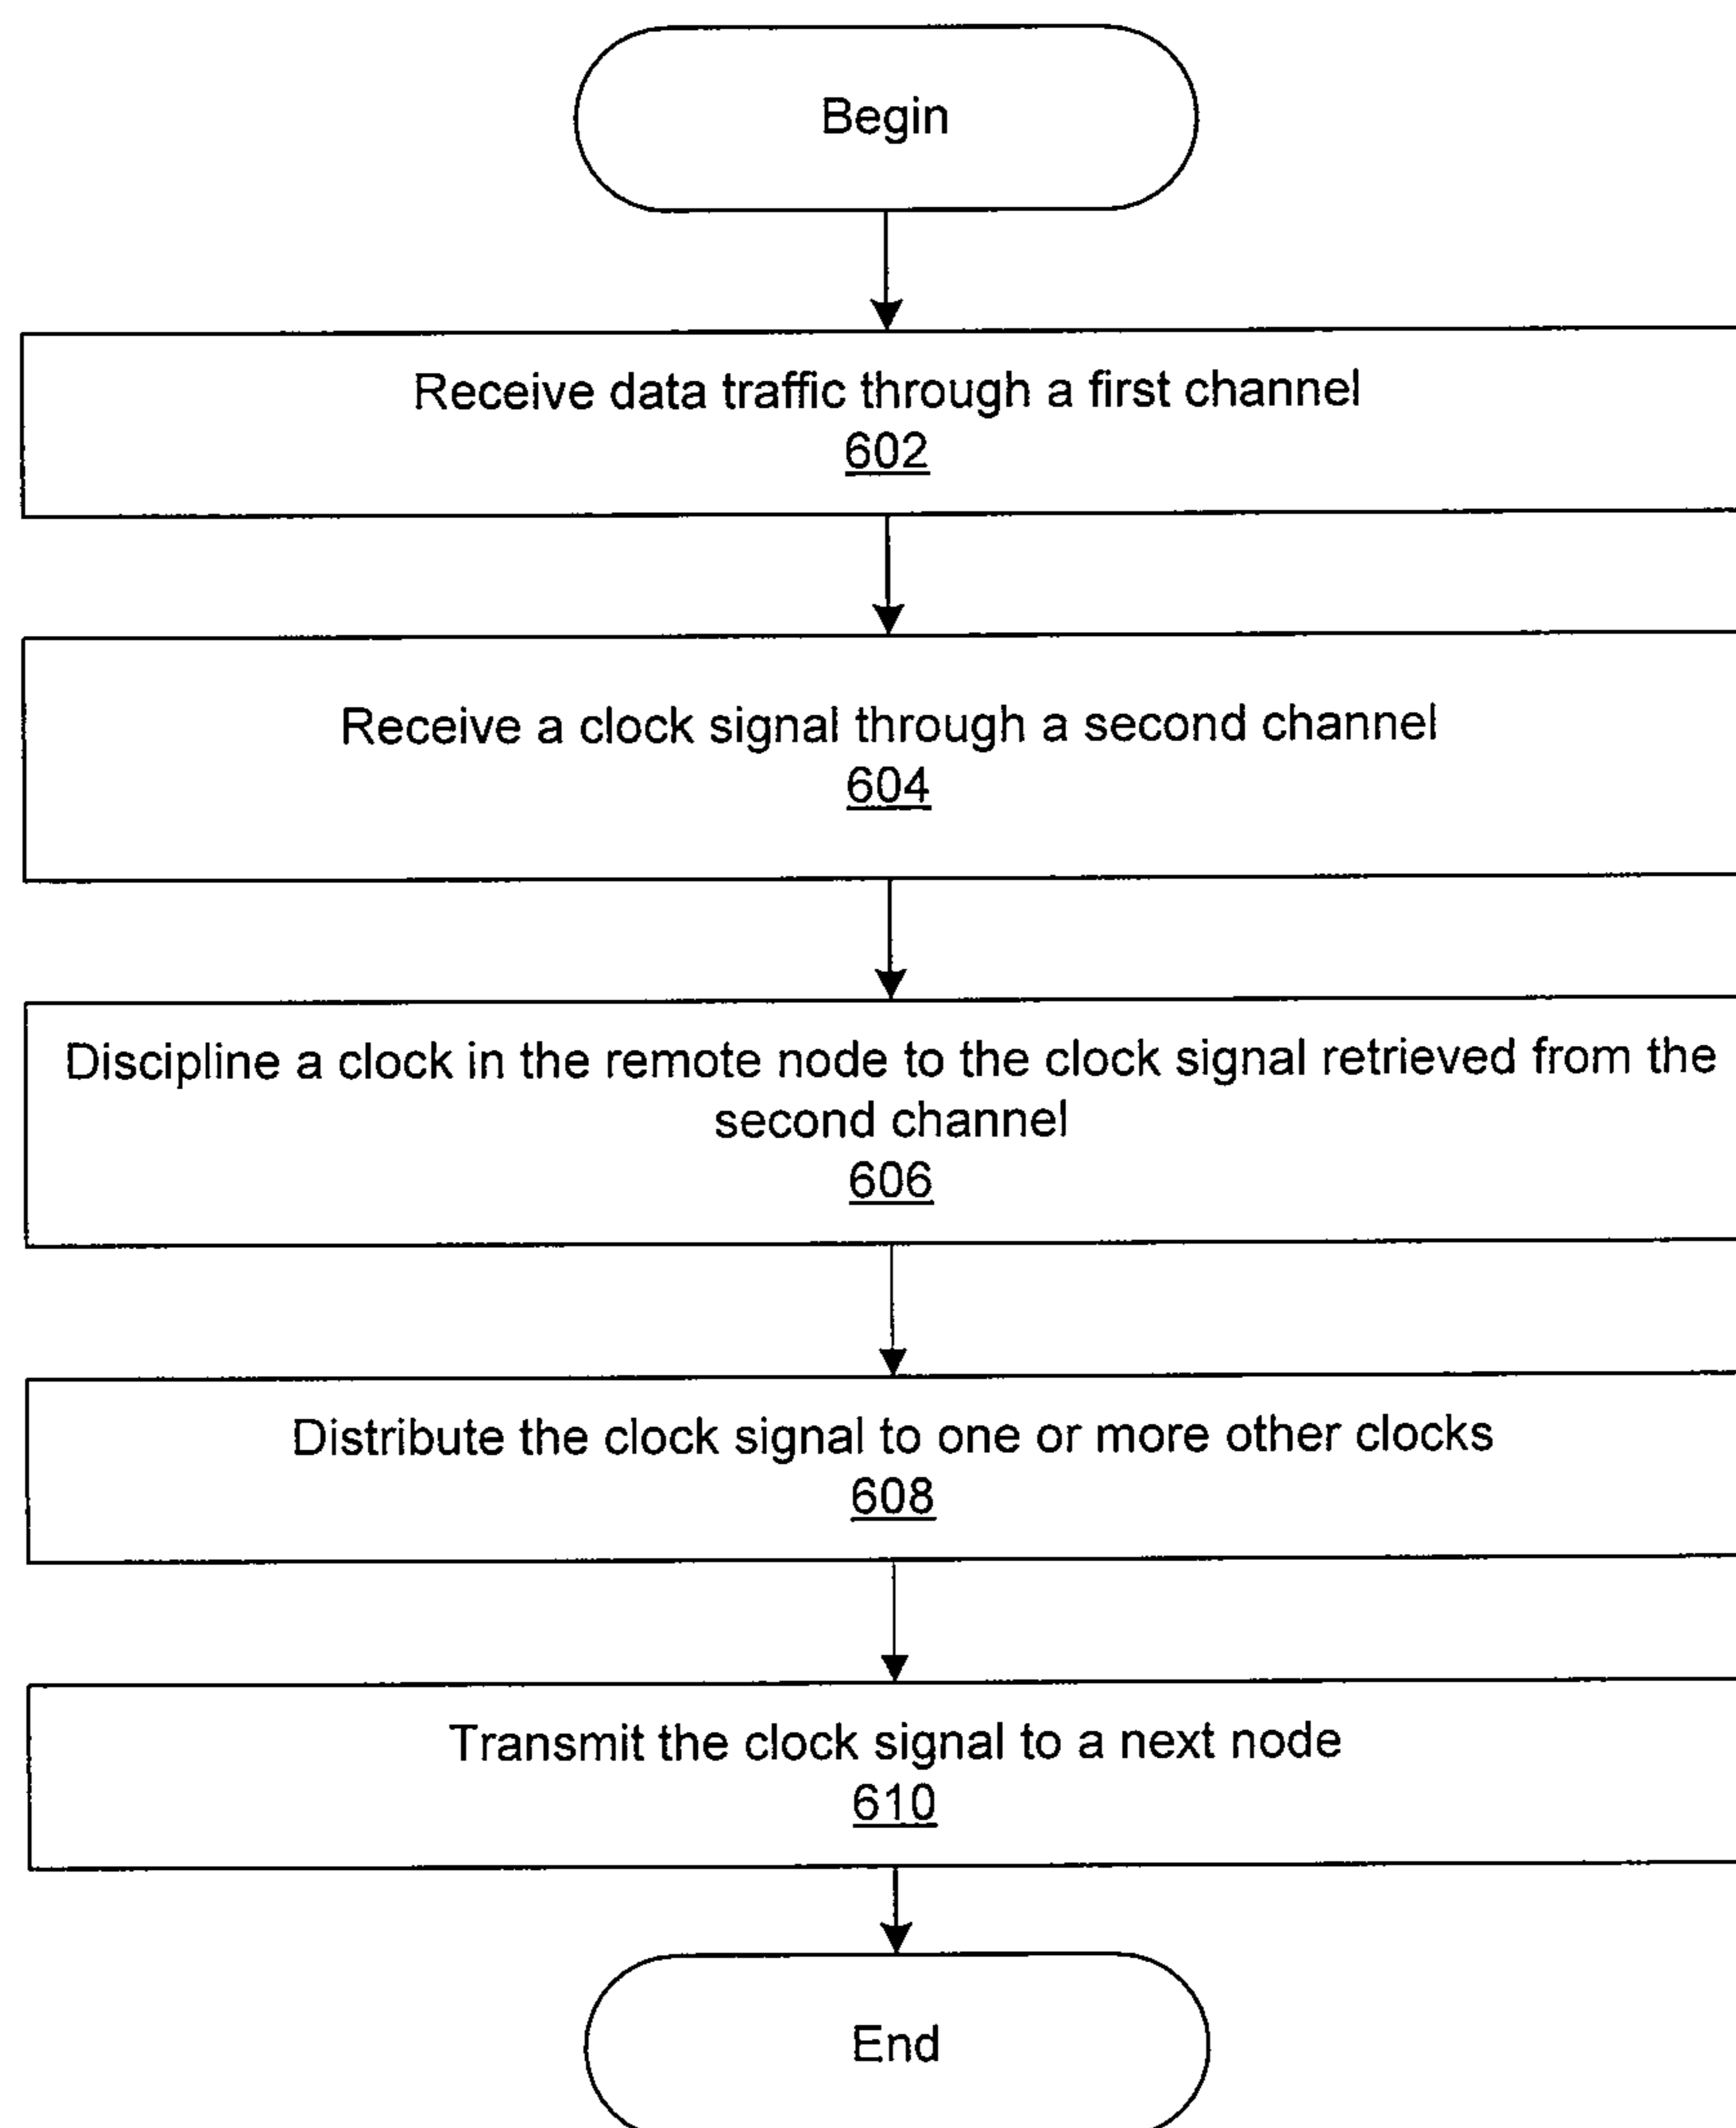 Begin
Receive data traffic through a first channel
602
Receive a clock signal through a second channel
604
Discipline a clock in the remote node to the clock signal retrieved from the
second channel
606
Distribute the clock signal to one or more other clocks
608
Transmit the clock signal to a next node
610
End